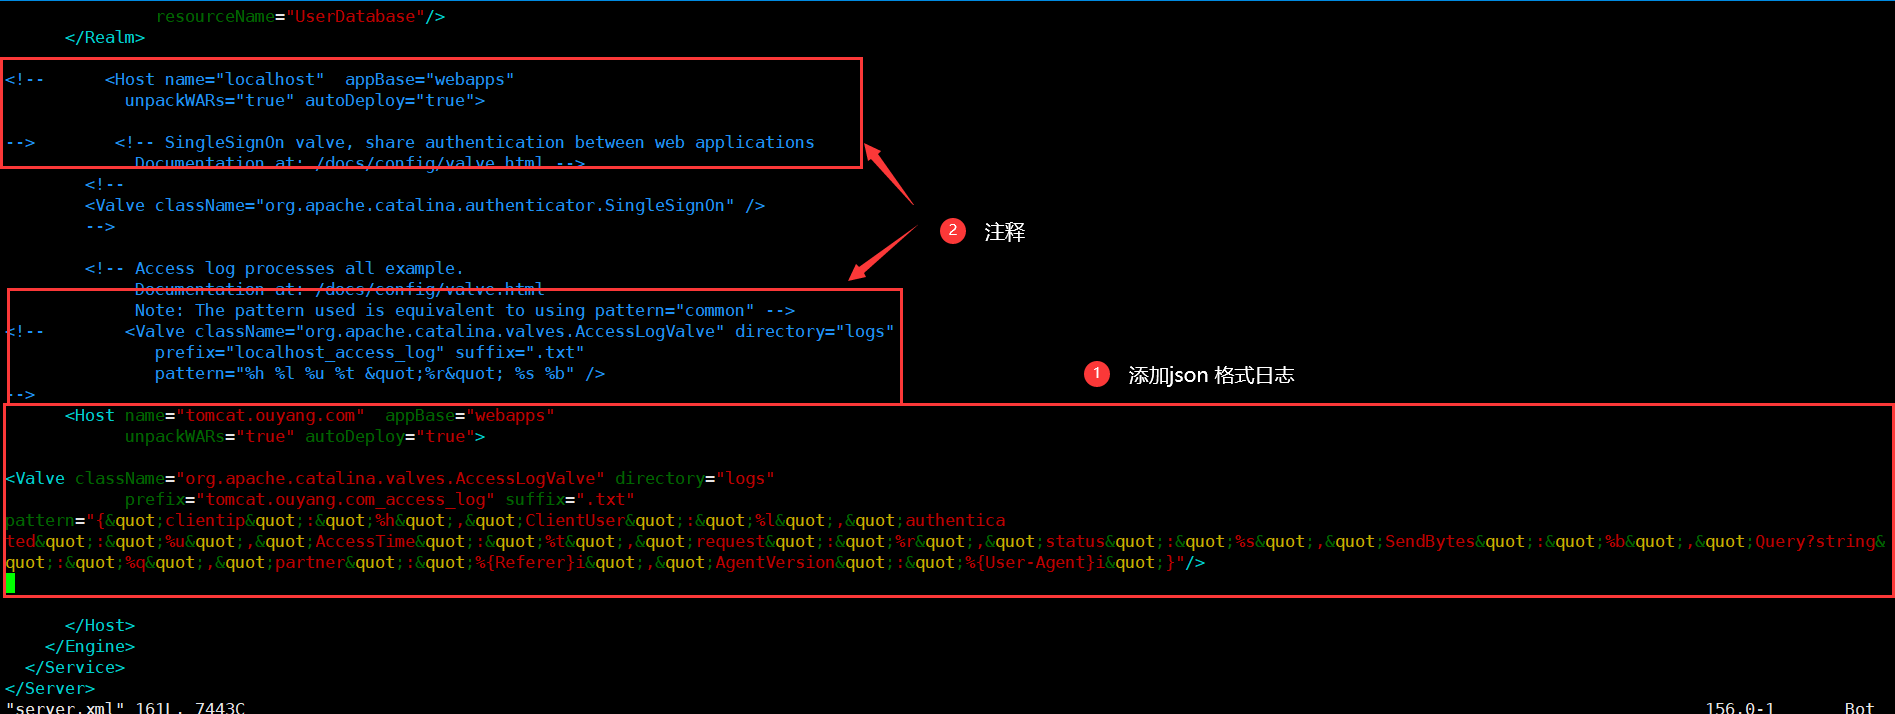 resourceName="UserDatabase"/>
</Realm>
<!--      <Host name="localhost"  appBase="webapps"
unpackWARs="true" autoDeploy="true">
-->        <!-- SingleSignOn valve, share authentication between web applications
Documentation at: /docs/config/valve.html -->
<!--
<Valve className="org.apache.catalina.authenticator.SingleSignOn" />
-->
2 注释
<!-- Access log processes all example.
Documentation at: /docs/config/valve.html
Note: The pattern used is equivalent to using pattern="common" -->
<!--        <Valve className="org.apache.catalina.valves.AccessLogValve" directory="logs"
prefix="localhost_access_log" suffix=".txt"
pattern="%h %l %u %t &quot;%r&quot; %s %b" />
1 添加json 格式日志
-->
<Host name="tomcat.ouyang.com"  appBase="webapps"
unpackWARs="true" autoDeploy="true">
<Valve className="org.apache.catalina.valves.AccessLogValve" directory="logs"
prefix="tomcat.ouyang.com_access_log" suffix=".txt"
pattern="{&quot;clientip&quot;:&quot;%h&quot;,&quot;ClientUser&quot;:&quot;%l&quot;,&quot;authentica
ted&quot;:&quot;%u&quot;,&quot;AccessTime&quot;:&quot;%t&quot;,&quot;request&quot;:&quot;%r&quot;,&quot;status&quot;:&quot;%s&quot;,&quot;SendBytes&quot;:&quot;%b&quot;,&quot;Query?string&
quot;:&quot;%q&quot;,&quot;partner&quot;:&quot;%{Referer}i&quot;,&quot;AgentVersion&quot;:&quot;%{User-Agent}i&quot;}"/>
</Host>
</Engine>
</Service>
</Server>
"server.xml" 161L, 7443C 156,0-1 Bot